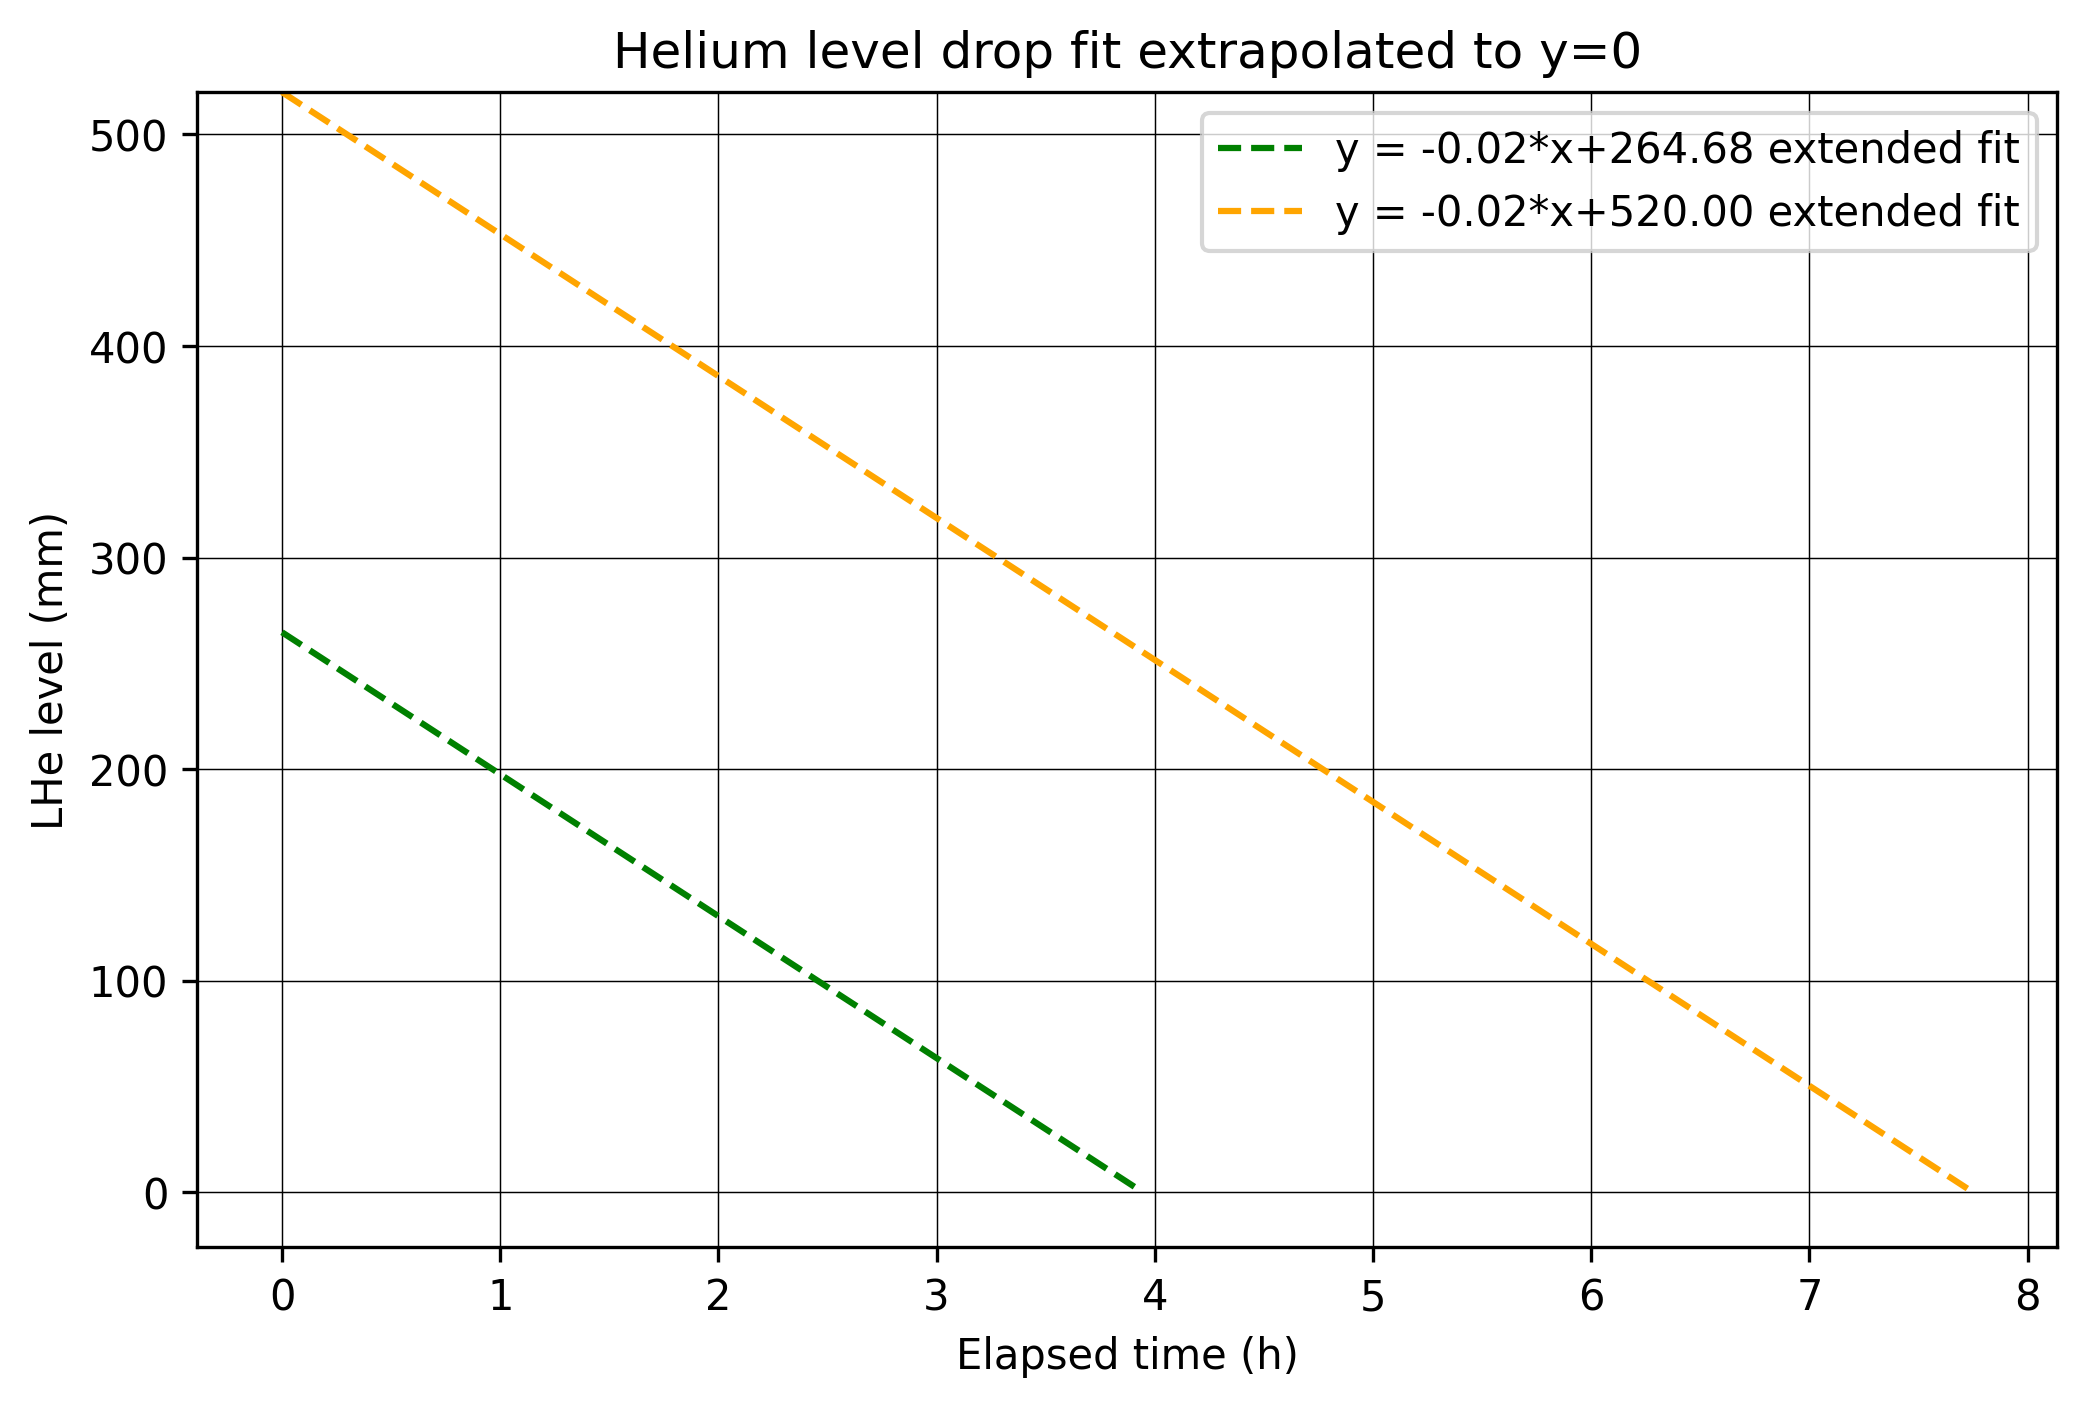 Helium level drop fit extrapolated to y=0
y = -0.02*x+264.68 extended fit
y = -0.02*x+520.00 extended fit
500
400
300
200
100
0
LHe level (mm)
0 1 2 3 4 5 6 7 8
Elapsed time (h)